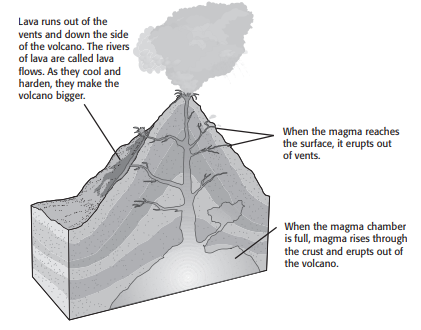 Lava runs out of the
vents and down the side
of the volcano. The rivers
of lava are called lava
flows. As they cool and
harden, they make the
volcano bigger.
When the magma reaches
the surface, it erupts out
of vents.
When the magma chamber
is full, magma rises through
the crust and erupts out of
the volcano.